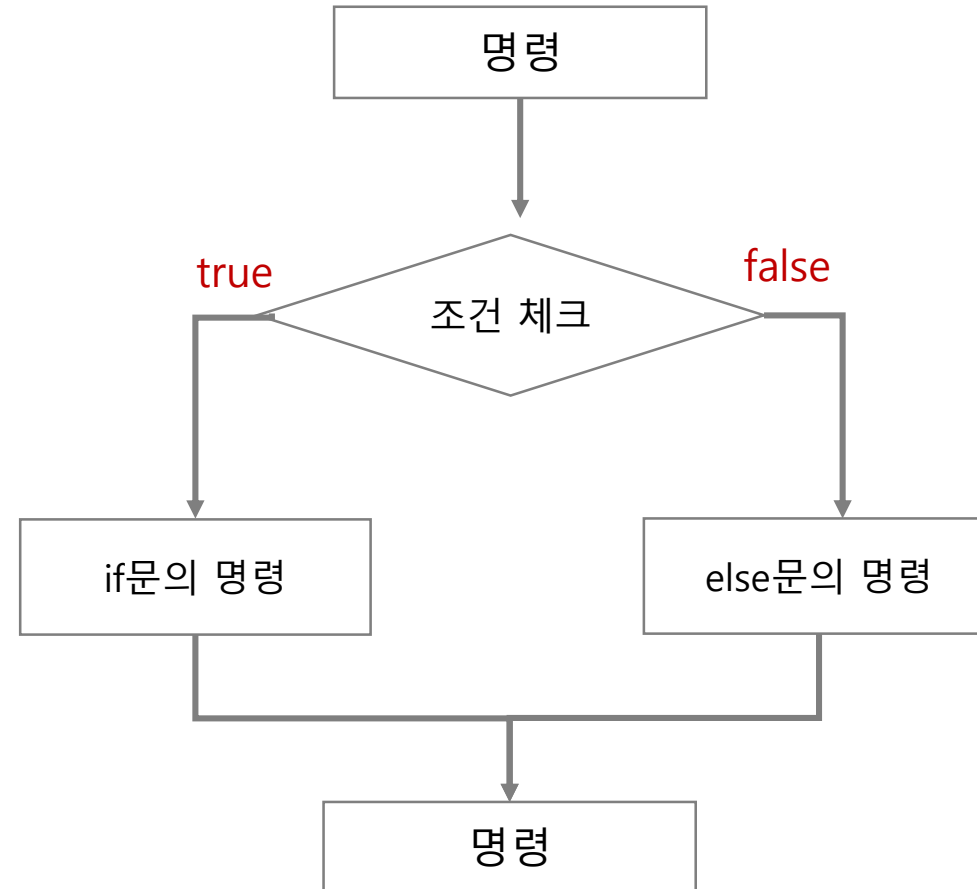 명령
true
false
조건 체크
if문의 명령
else문의 명령
명령